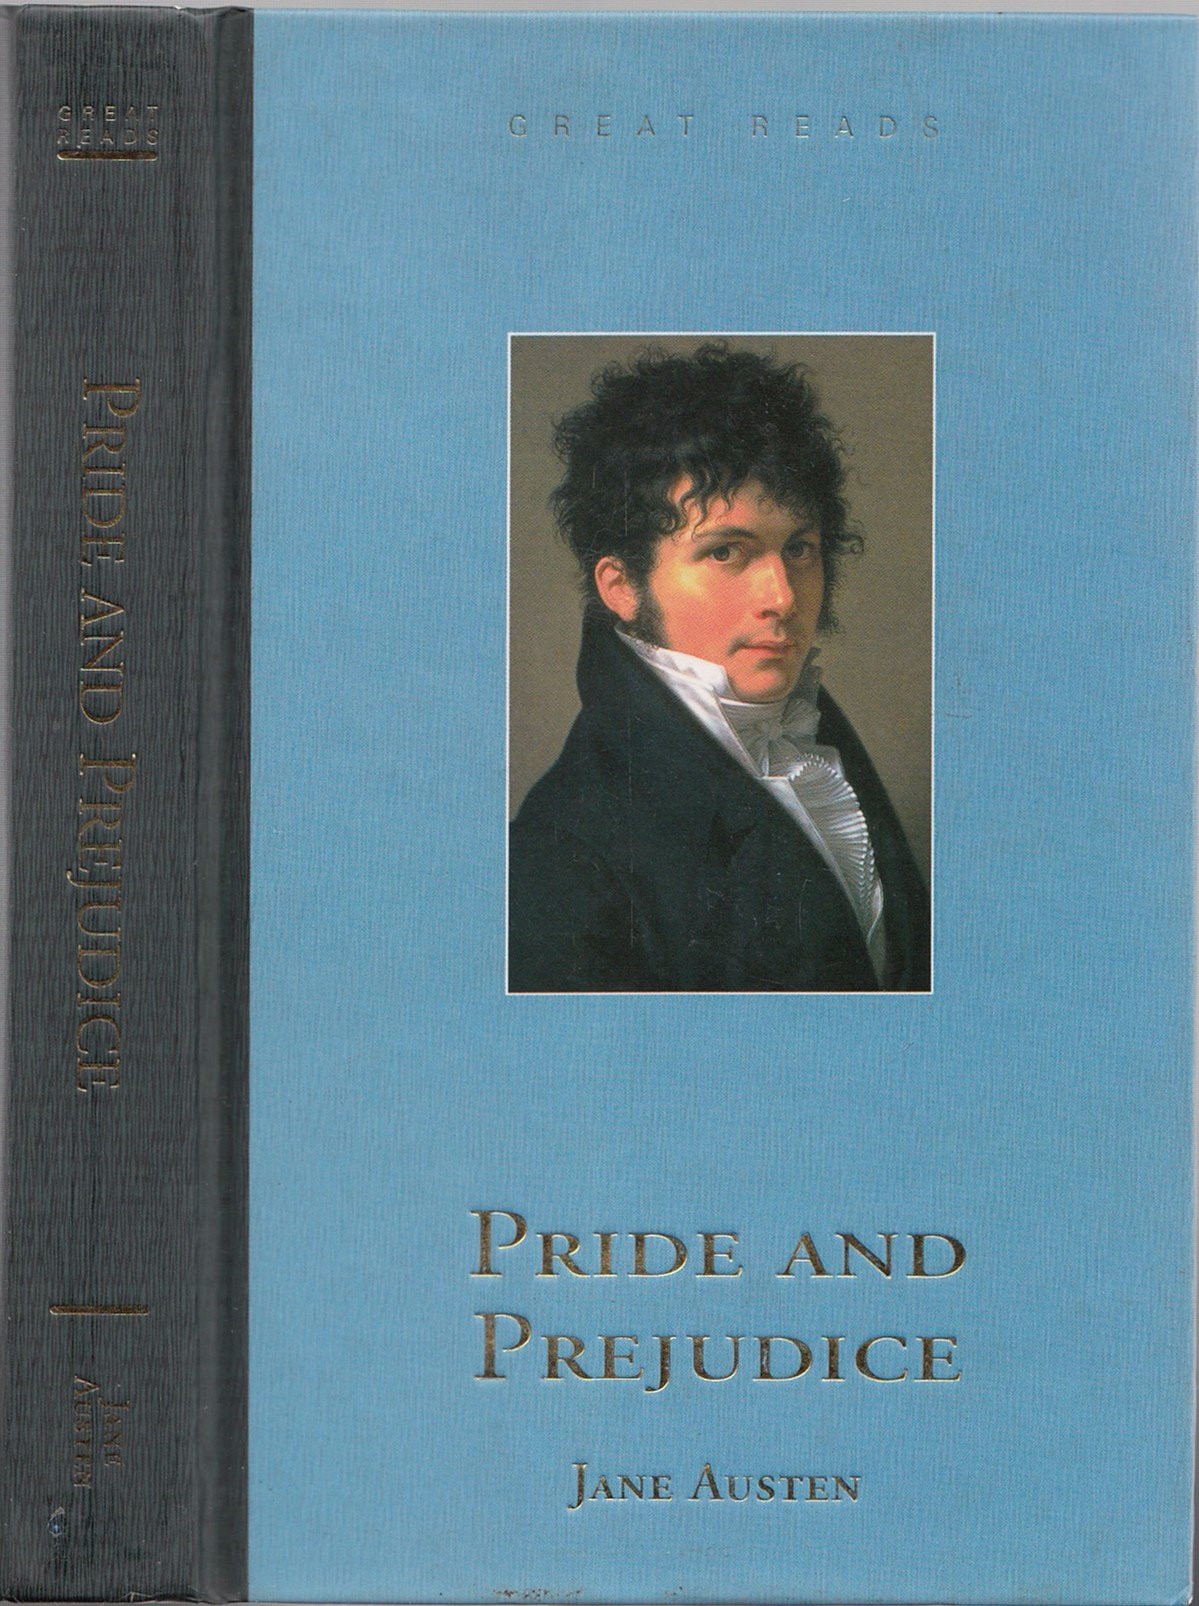 GREAT
READS
PRIDE AND PREJUDICE
JANE
AUSTEN
GREAT READS
PRIDE AND
PREJUDICE
JANE AUSTEN